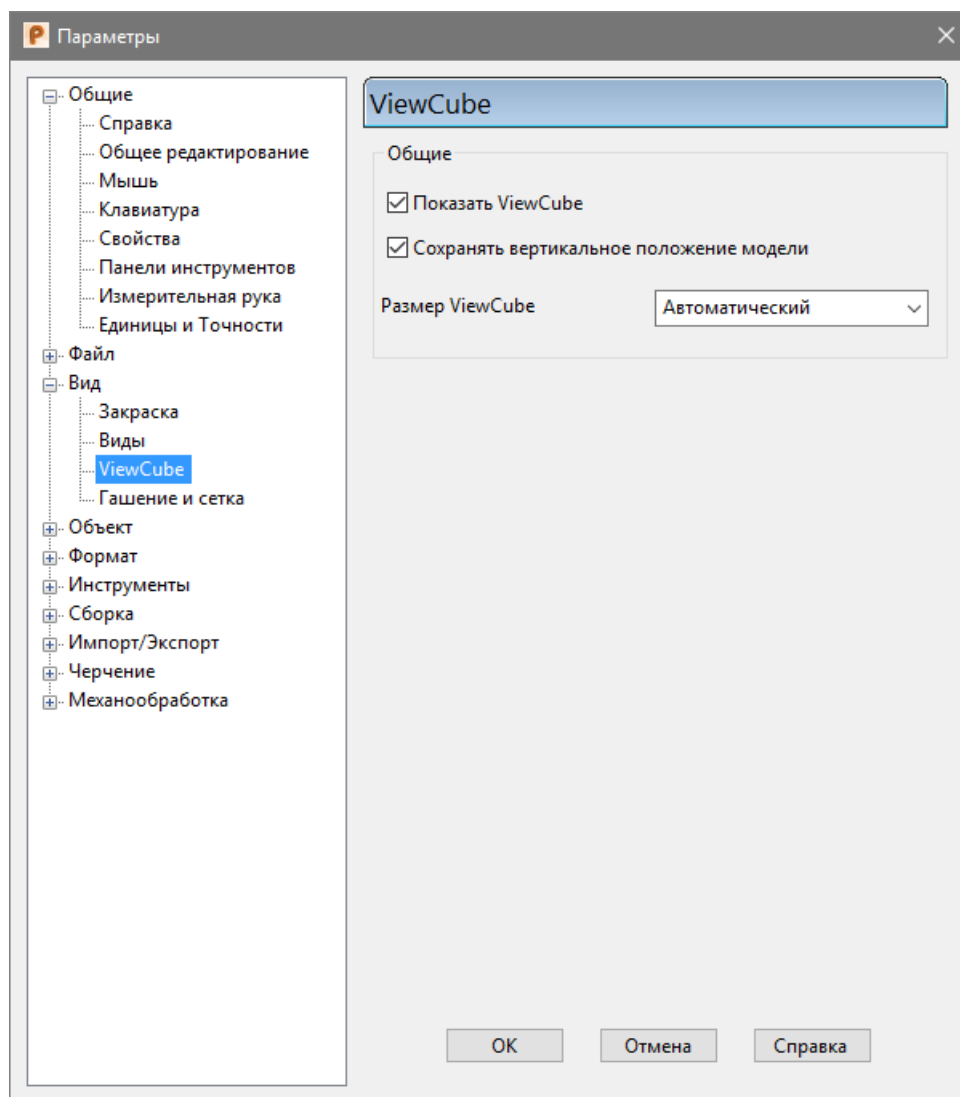 Параметры
Общие
Справка
Общее редактирование
Мышь
Клавиатура
Свойства
Панели инструментов
Измерительная рука
Единицы и Точности
Файл
Вид
Закраска
Виды
ViewCube
Гашение и сетка
Объект
Формат
Инструменты
Сборка
Импорт/Экспорт
Черчение
Механообработка
ViewCube
Общие
Показать ViewCube
Сохранять вертикальное положение модели
Размер ViewCube Автоматический
OK Отмена Справка